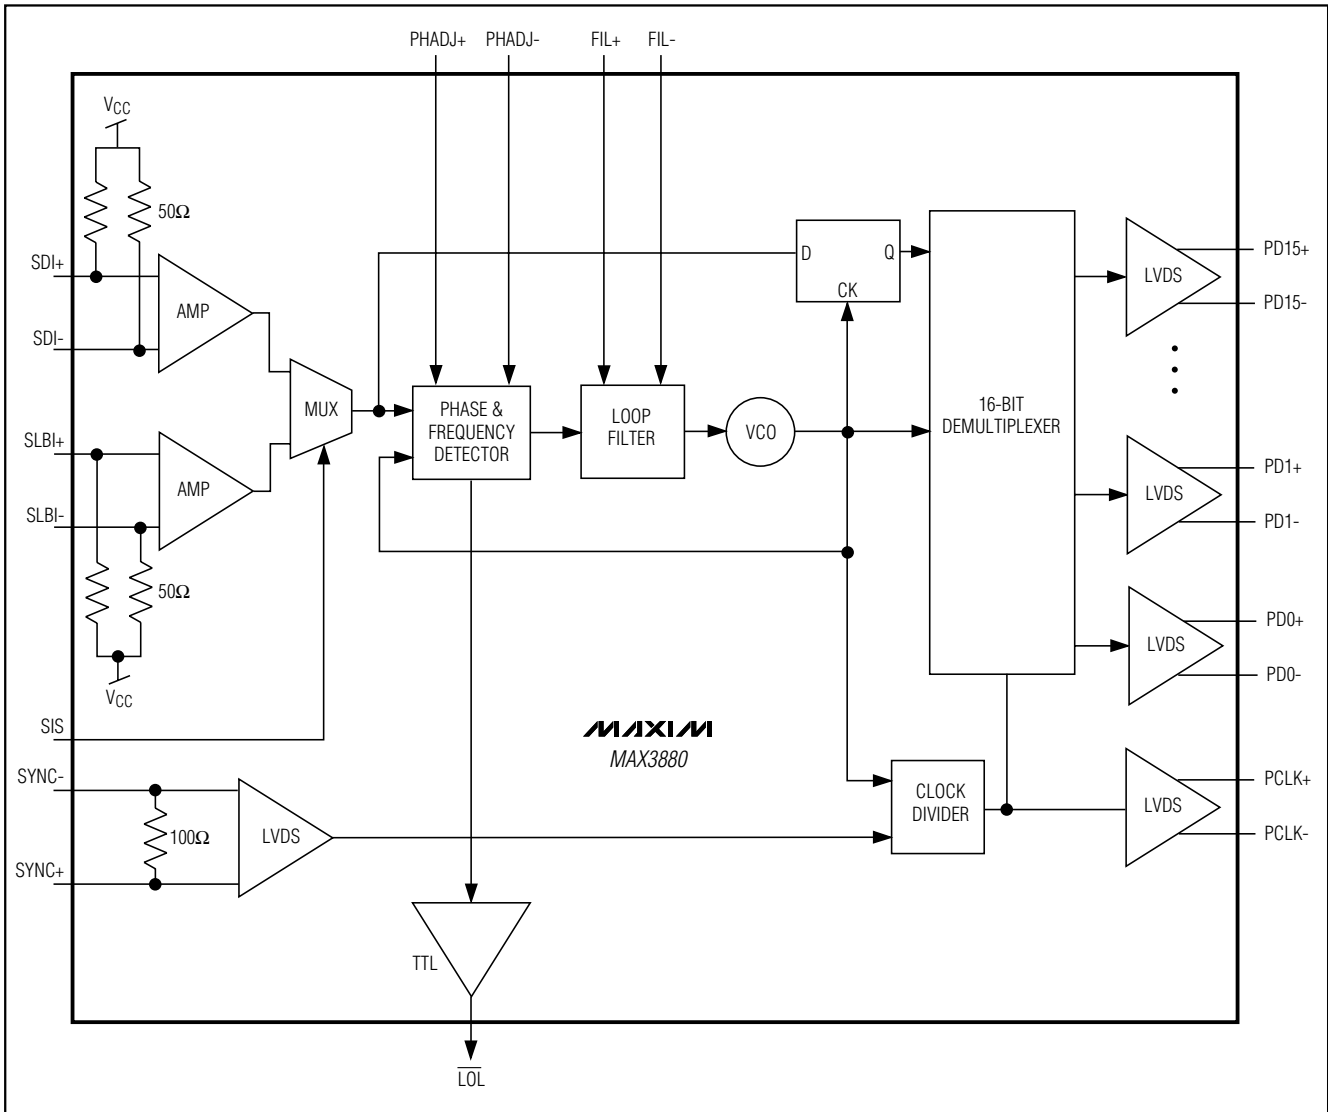 PHADJ+ PHADJ- FIL+ FIL-
VCC
50Ω
SDI+
AMP
SDI-
D Q
CK
LVDS
PD15+
PD15-
MUX
PHASE &
FREQUENCY
DETECTOR
LOOP
FILTER
VCO
16-BIT
DEMULTIPLEXER
SLBI+
AMP
SLBI-
50Ω
VCC
LVDS
PD1+
PD1-
LVDS
PD0+
PD0-
SIS
MAXIM
MAX3880
SYNC-
100Ω
SYNC+
LVDS
CLOCK
DIVIDER
LVDS
PCLK+
PCLK-
TTL
L̅O̅L̅